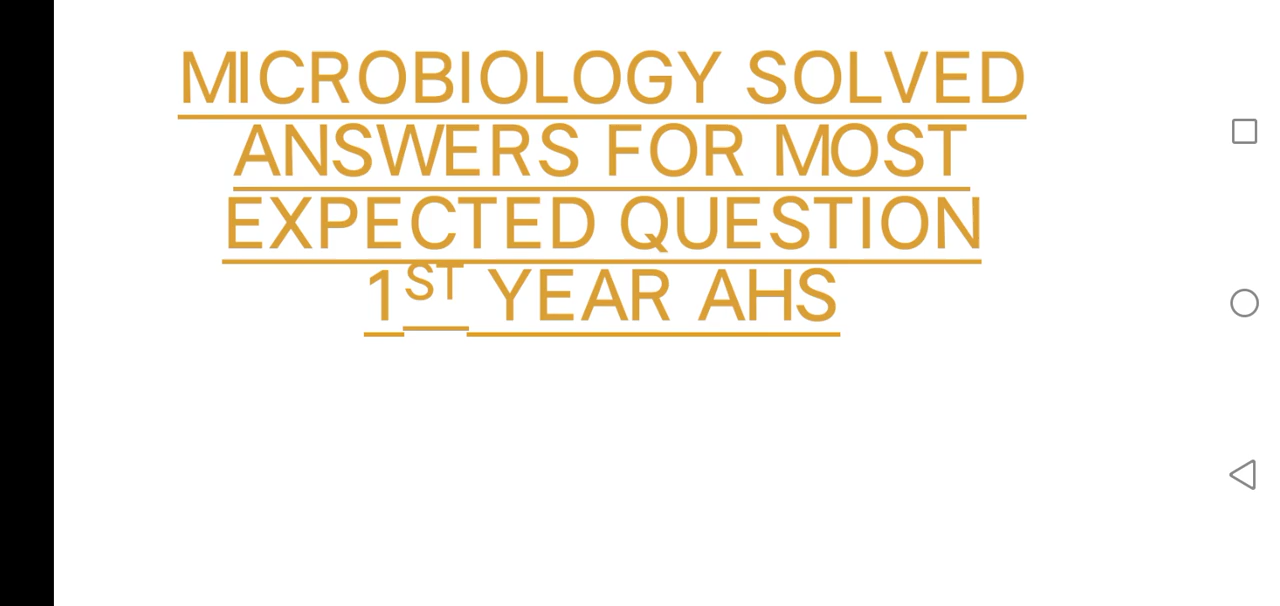 MICROBIOLOGY SOLVED
ANSWERS FOR MOST
EXPECTED QUESTION
1ST YEAR AHS